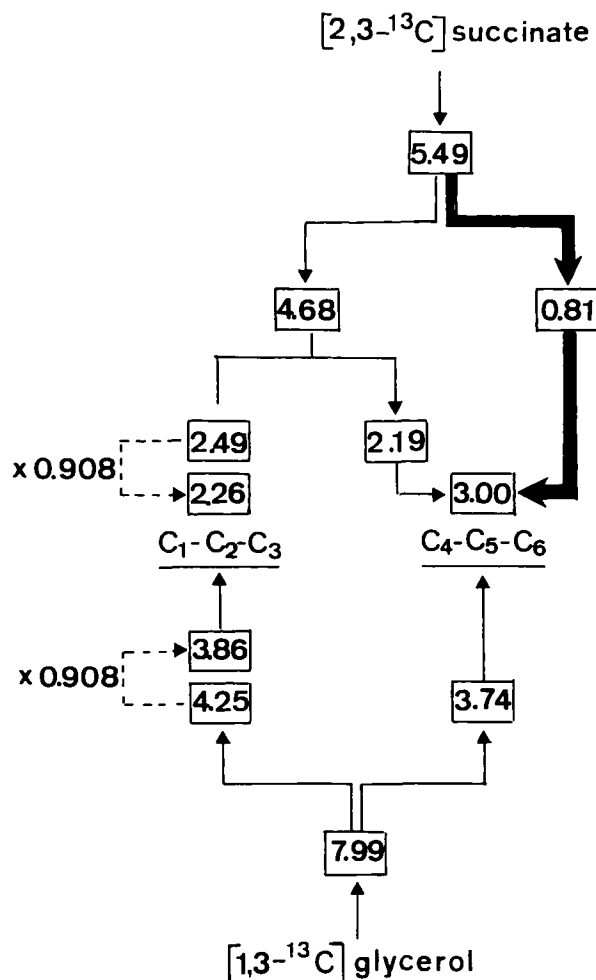 [2,3-¹³C] succinate
5.49
4.68
0.81
2.49
2.19
x 0.908
2.26
3.00
C₁-C₂-C₃
C₄-C₅-C₆
3.86
x 0.908
4.25
3.74
7.99
[1,3-¹³C] glycerol